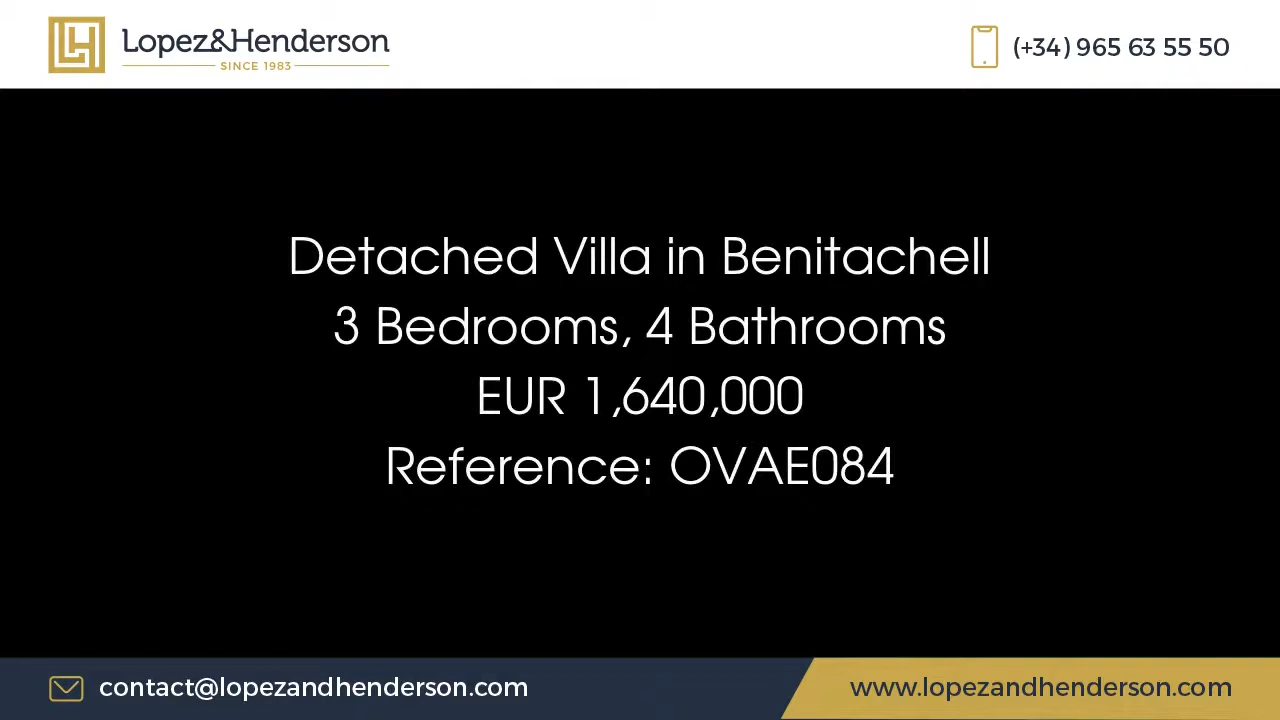 Lopez&Henderson
SINCE 1983
(+34) 965 63 55 50
Detached Villa in Benitachell
3 Bedrooms, 4 Bathrooms
EUR 1,640,000
Reference: OVAE084
contact@lopezandhenderson.com
www.lopezandhenderson.com